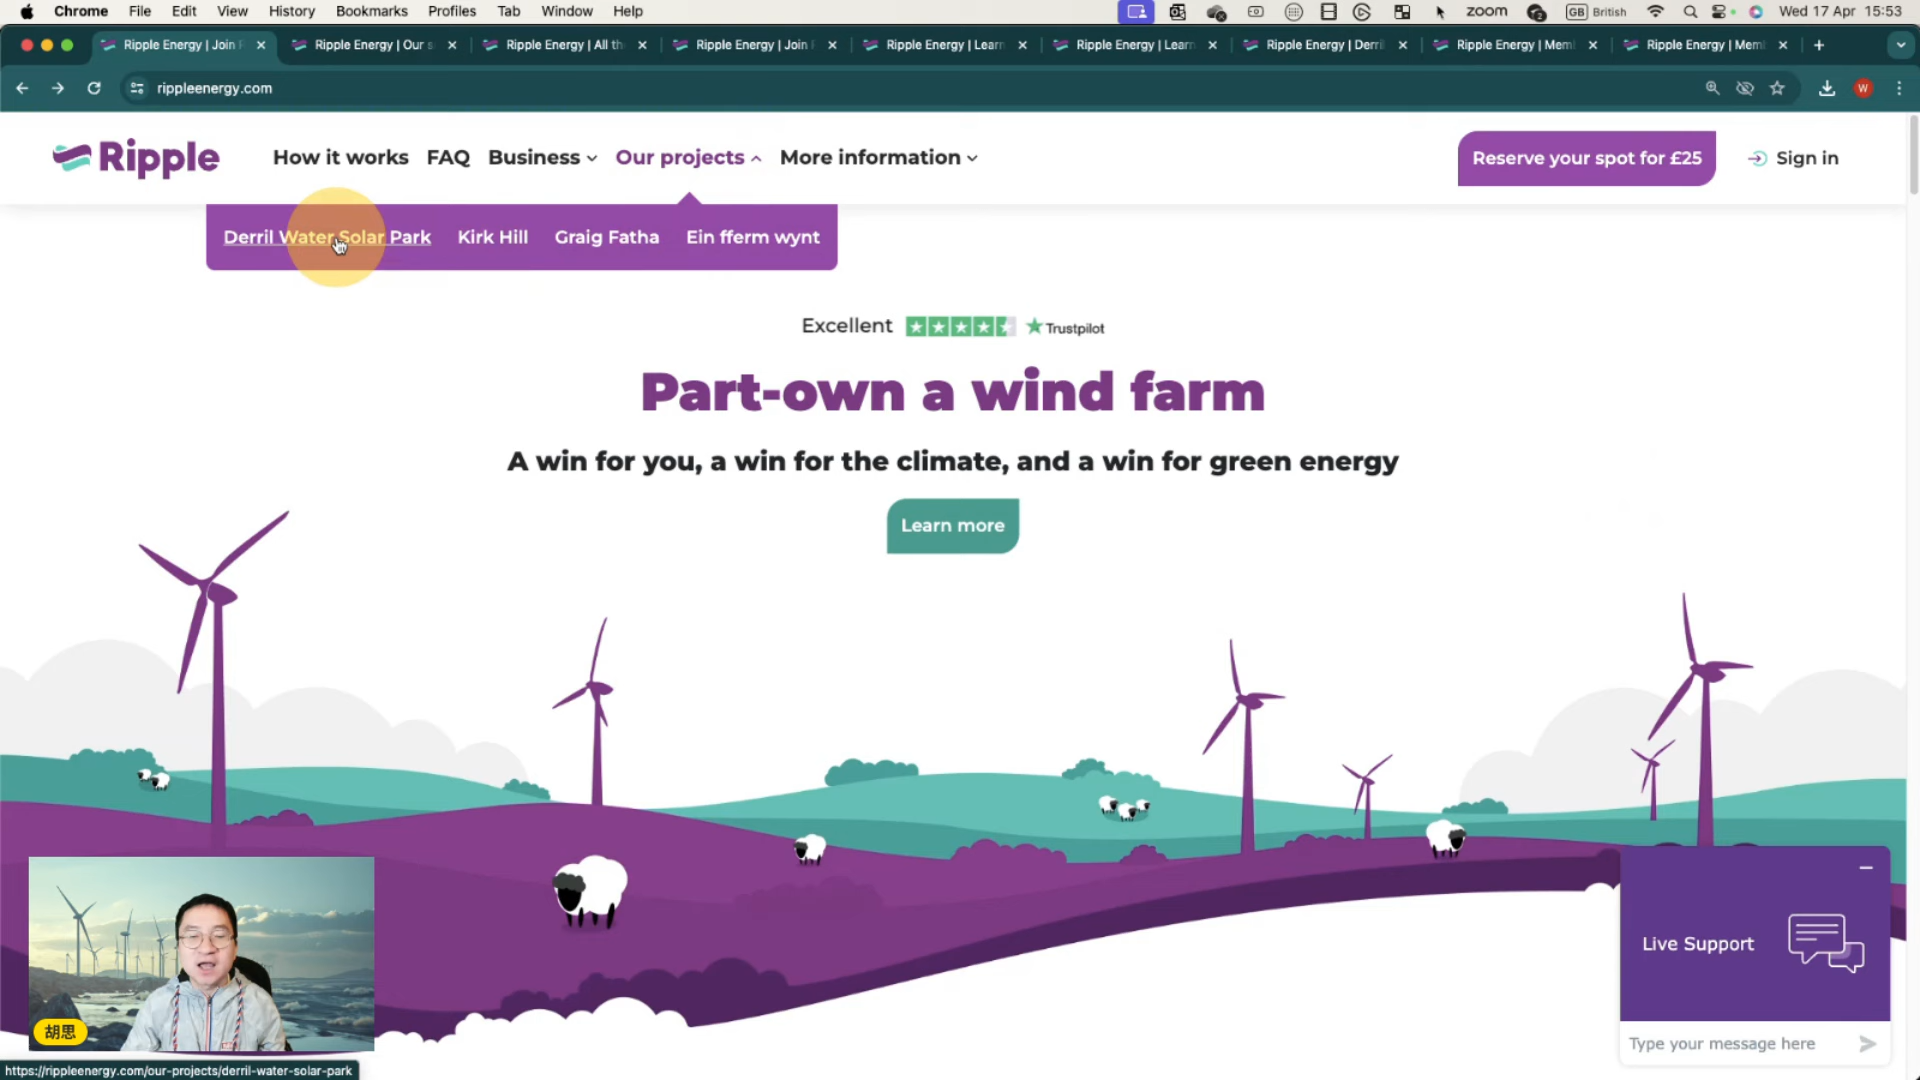 Chrome File Edit View History Bookmarks Profiles Tab Window Help zoom GB British Wed 17 Apr 15:53
Ripple Energy | Join Ripple Energy | Our s Ripple Energy | All th Ripple Energy | Join Ripple Energy | Learn Ripple Energy | Learn Ripple Energy | Derril Ripple Energy | Mem Ripple Energy | Mem
rippleenergy.com W
Ripple How it works FAQ Business Our projects More information Reserve your spot for £25 Sign in
Derril Water Solar Park Kirk Hill Graig Fatha Ein fferm wynt
Excellent Trustpilot
Part-own a wind farm
A win for you, a win for the climate, and a win for green energy
Learn more
Live Support
胡思
Type your message here
https://rippleenergy.com/our-projects/derril-water-solar-park